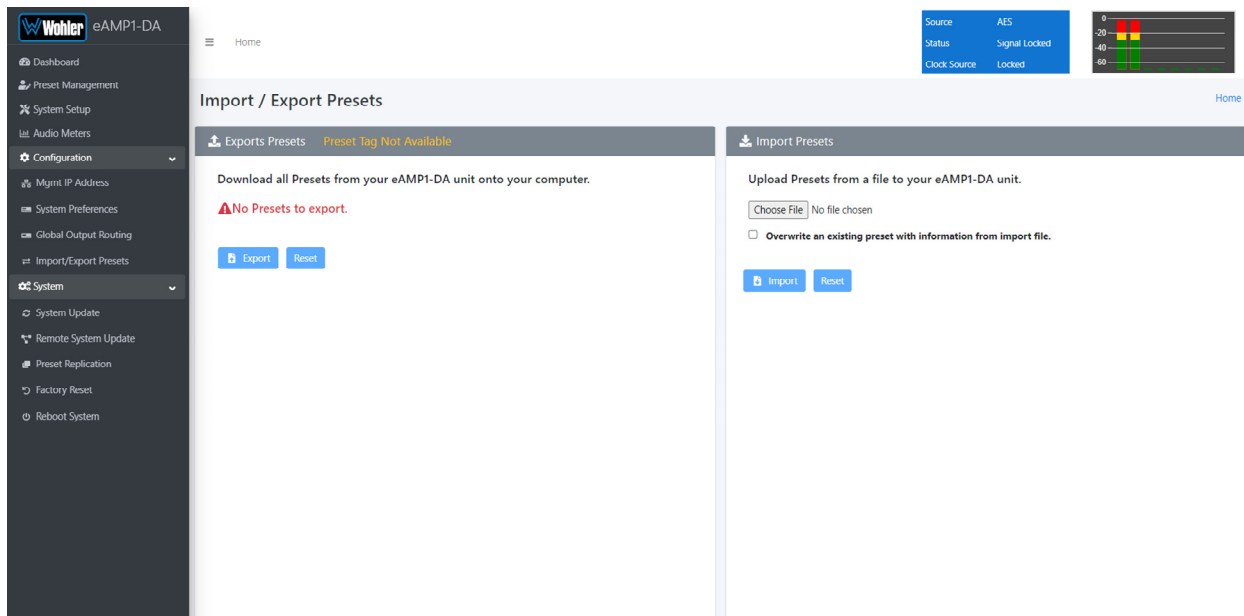 Wohler eAMP1-DA
Dashboard
Preset Management
System Setup
Audio Meters
Configuration
Mgmt IP Address
System Preferences
Global Output Routing
Import/Export Presets
System
System Update
Remote System Update
Preset Replication
Factory Reset
Reboot System
Home
Source AES
Status Signal Locked
Clock Source Locked
0
-20
-40
-60
Import / Export Presets
Home
Exports Presets Preset Tag Not Available
Download all Presets from your eAMP1-DA unit onto your computer.
No Presets to export.
Export Reset
Import Presets
Upload Presets from a file to your eAMP1-DA unit.
Choose File No file chosen
Overwrite an existing preset with information from import file.
Import Reset